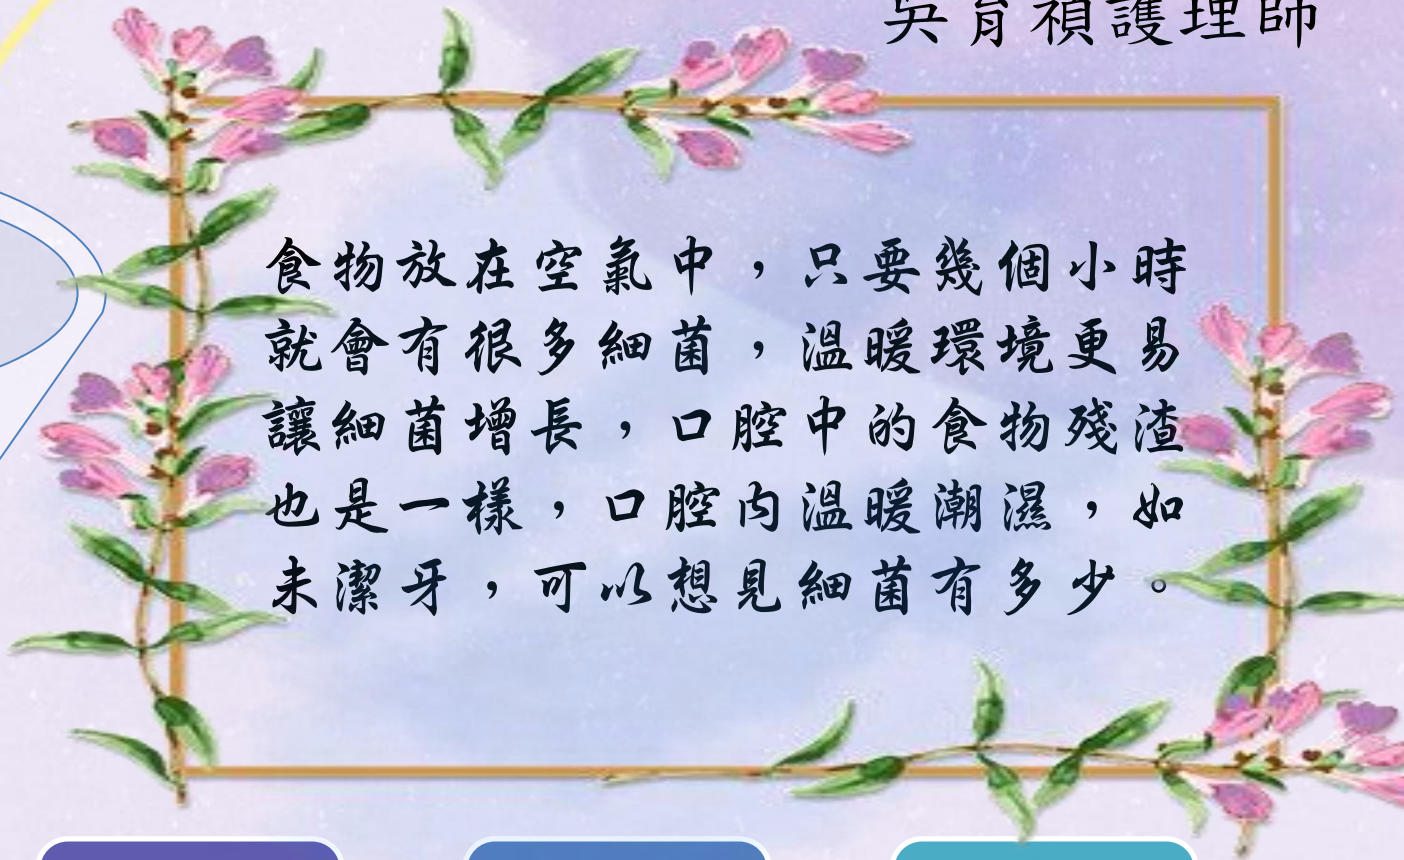 吳育禎護理師
食物放在空氣中，只要幾個小時
就會有很多細菌，溫暖環境更易
讓細菌增長，口腔中的食物殘渣
也是一樣，口腔內溫暖潮濕，如
未潔牙，可以想見細菌有多少。